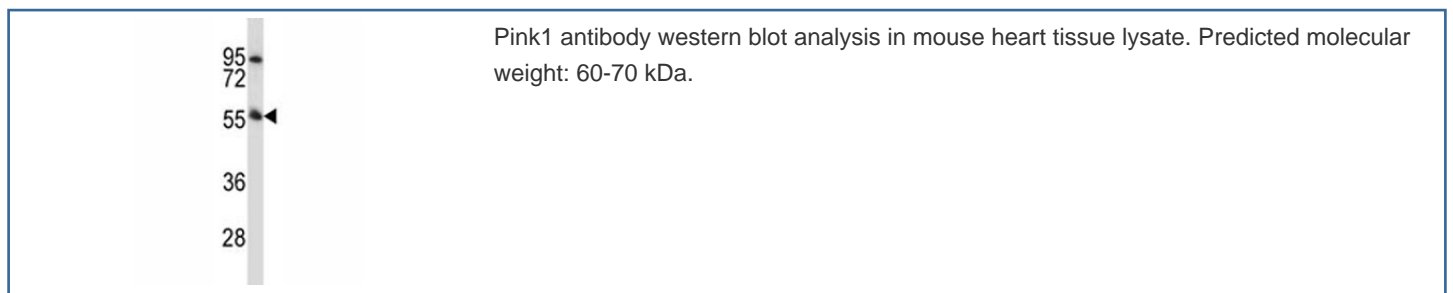 95
72
55
36
28
Pink1 antibody western blot analysis in mouse heart tissue lysate. Predicted molecular
weight: 60-70 kDa.